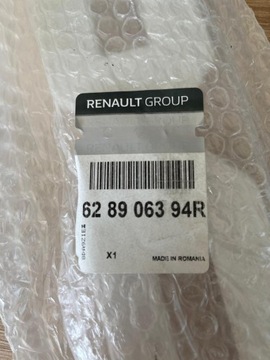 RENAULT GROUP
62 89 063 94R
X1
MADE IN ROMANIA